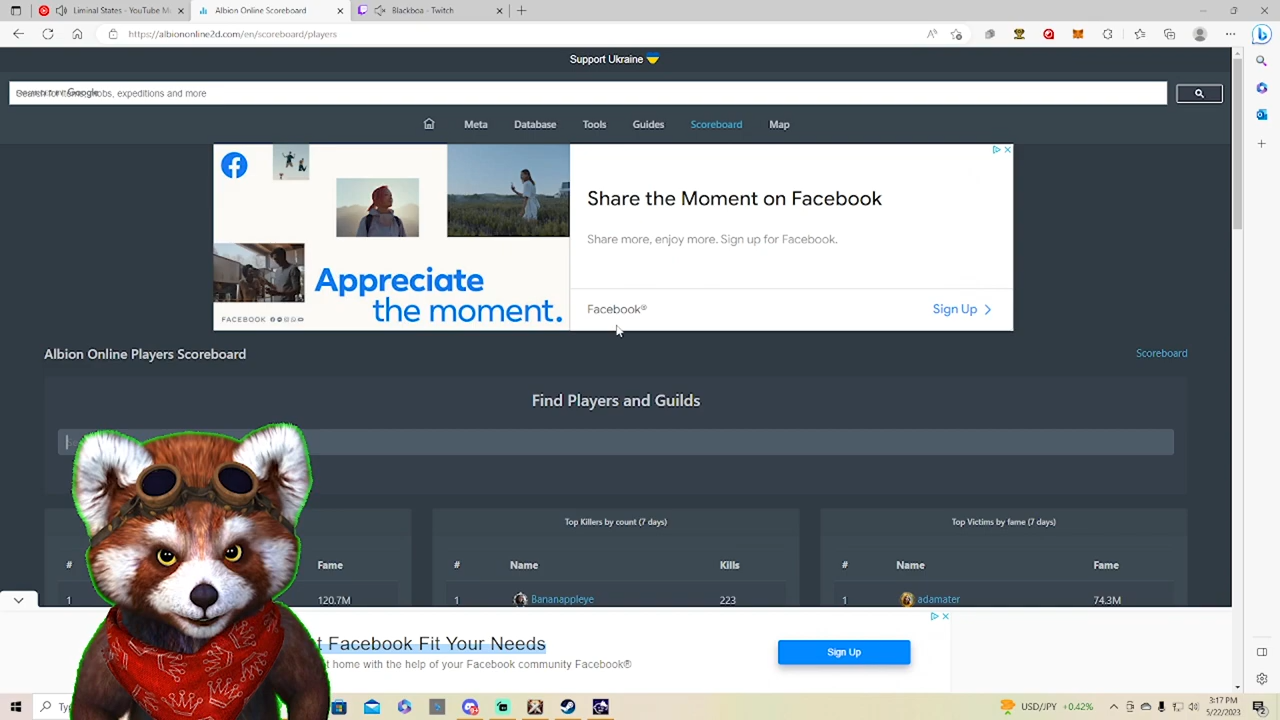 Liminal States - YouTube M
Albion Online Scoreboard
Blackboa - Twitch
https://albiononline2d.com/en/scoreboard/players
Support Ukraine
Search for items, mobs, expeditions and more
Google
Meta
Database
Tools
Guides
Scoreboard
Map
Share the Moment on Facebook
Share more, enjoy more. Sign up for Facebook.
Appreciate
the moment.
FACEBOOK
Facebook®
Sign Up
Albion Online Players Scoreboard
Scoreboard
Find Players and Guilds
Top Killers by count (7 days)
Top Victims by fame (7 days)
# Fame
# Name Kills
# Name Fame
1 120.7M
1 Bananappleye 223
1 adamater 74.3M
t Facebook Fit Your Needs
et home with the help of your Facebook community Facebook®
Sign Up
Ty
USD/JPY +0.42%
3:17 PM
5/22/2023